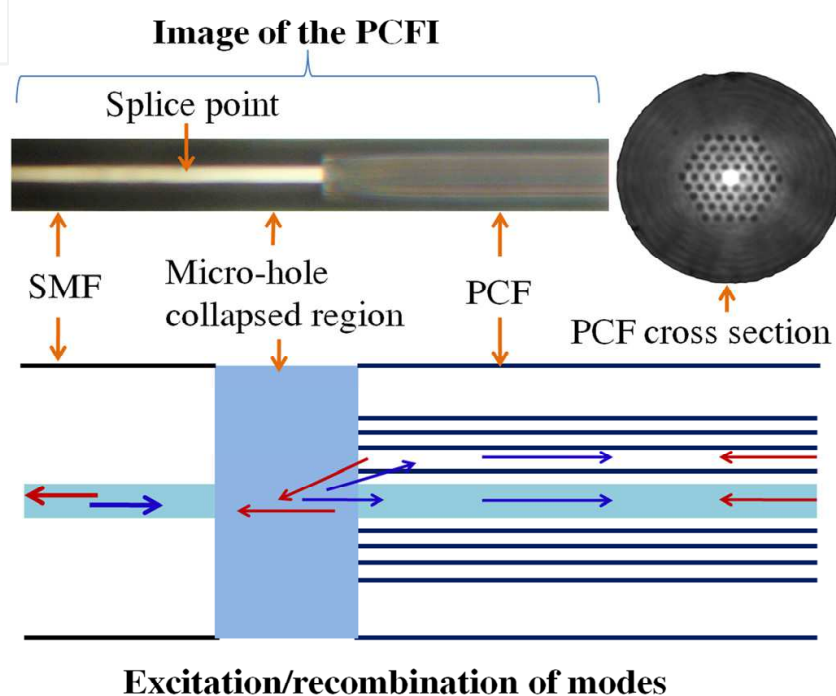 Image of the PCFI
Splice point
SMF
Micro-hole
collapsed region
PCF
PCF cross section
Excitation/recombination of modes